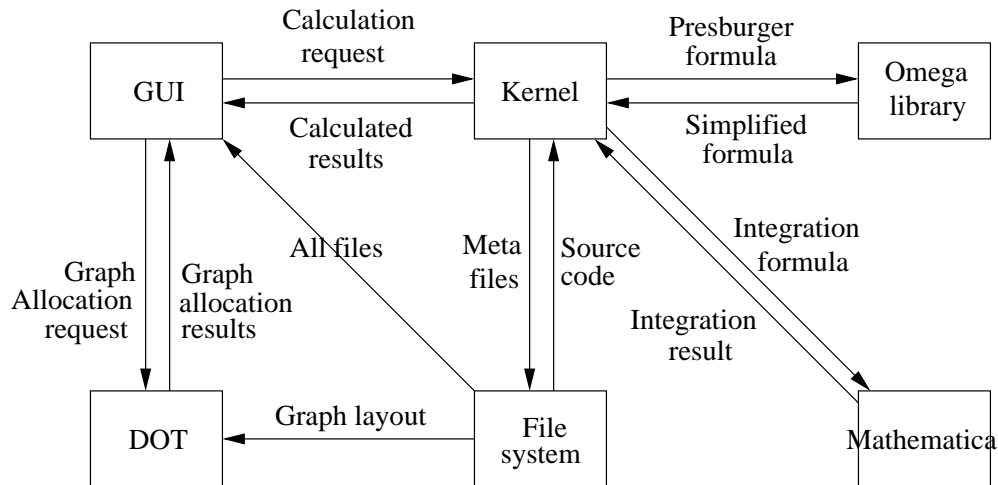 Calculation
request
Presburger
formula
GUI
Kernel
Omega
library
Calculated
results
Simplified
formula
All files
Meta
files
Source
code
Integration
formula
Graph
Allocation
request
Graph
allocation
results
Integration
result
DOT
Graph layout
File
system
Mathematica